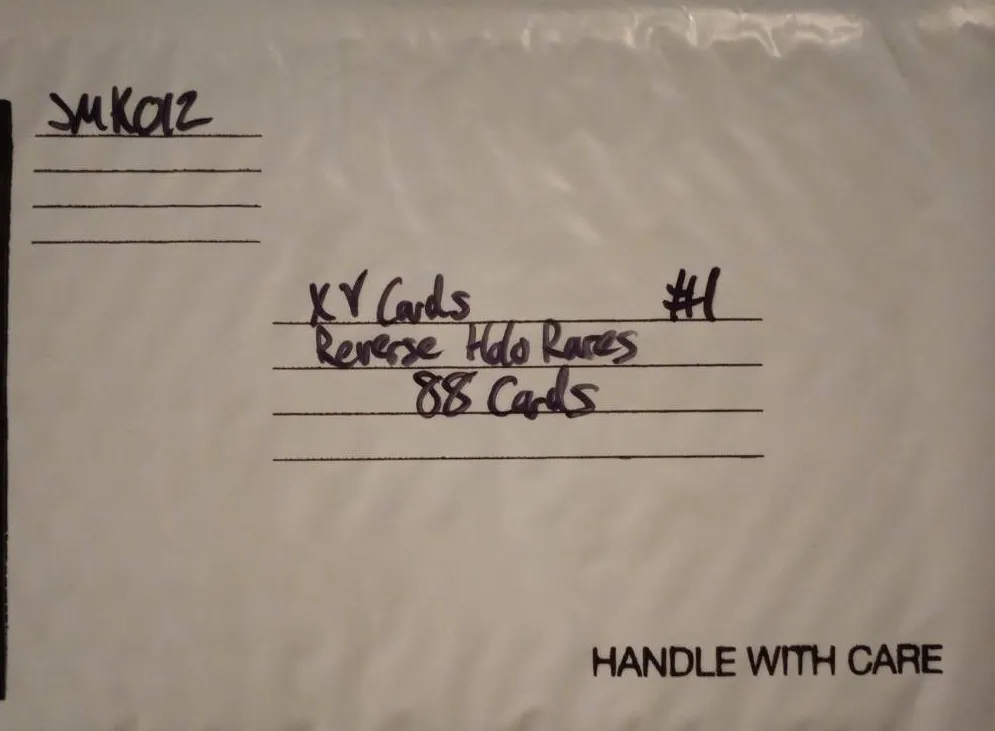 JMK012
XY Cards #1
Reverse Holo Rares
88 Cards
HANDLE WITH CARE